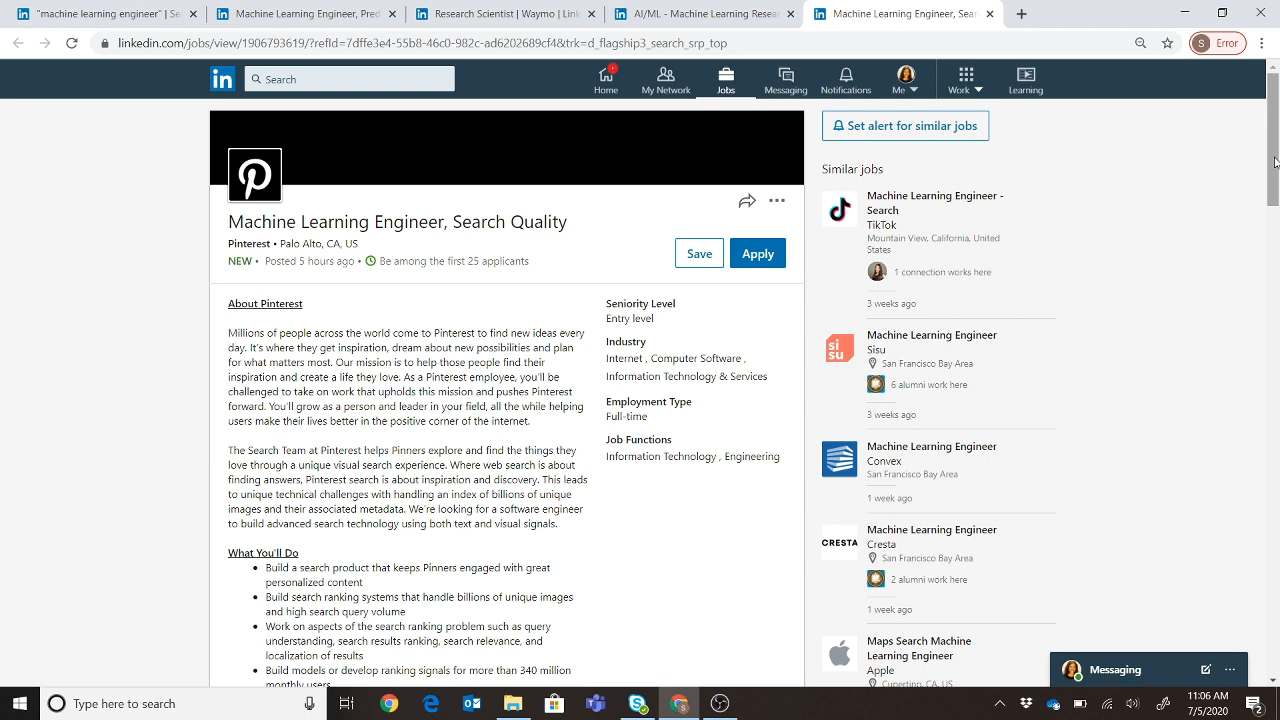 "machine learning engineer" | Se
Machine Learning Engineer, Pred
Research Scientist | Waymo | Link
AI/ML - Machine Learning Resea
Machine Learning Engineer, Sear
linkedin.com/jobs/view/1906793619/?refId=7dffe3e4-55b8-46c0-982c-ad6202689cf4&trk=d_flagship3_search_srp_top
S Error
in
Search
Home
My Network
Jobs
Messaging
Notifications
Me
Work
Learning
Machine Learning Engineer, Search Quality
Pinterest • Palo Alto, CA, US
NEW • Posted 5 hours ago • Be among the first 25 applicants
Save
Apply
About Pinterest
Millions of people across the world come to Pinterest to find new ideas every
day. It's where they get inspiration, dream about new possibilities and plan
for what matters most. Our mission is to help those people find their
inspiration and create a life they love. As a Pinterest employee, you'll be
challenged to take on work that upholds this mission and pushes Pinterest
forward. You'll grow as a person and leader in your field, all the while helping
users make their lives better in the positive corner of the internet.
The Search Team at Pinterest helps Pinners explore and find the things they
love through a unique visual search experience. Where web search is about
finding answers, Pinterest search is about inspiration and discovery. This leads
to unique technical challenges with handling an index of billions of unique
images and their associated metadata. We're looking for a software engineer
to build advanced search technology using both text and visual signals.
What You'll Do
• Build a search product that keeps Pinners engaged with great
personalized content
• Build search ranking systems that handle billions of unique images
and high search query volume
• Work on aspects of the search ranking problem such as query
understanding, search results ranking, search relevance, and
localization of results
• Build models or develop ranking signals for more than 340 million
monthly users
Seniority Level
Entry level
Industry
Internet , Computer Software ,
Information Technology & Services
Employment Type
Full-time
Job Functions
Information Technology , Engineering
Set alert for similar jobs
Similar jobs
Machine Learning Engineer -
Search
TikTok
Mountain View, California, United
States
1 connection works here
3 weeks ago
si
su
Machine Learning Engineer
Sisu
San Francisco Bay Area
6 alumni work here
3 weeks ago
Machine Learning Engineer
Convex
San Francisco Bay Area
1 week ago
CRESTA
Machine Learning Engineer
Cresta
San Francisco Bay Area
2 alumni work here
1 week ago
Maps Search Machine
Learning Engineer
Apple
Cupertino, CA, US
Messaging
Type here to search
11:06 AM
7/5/2020
2